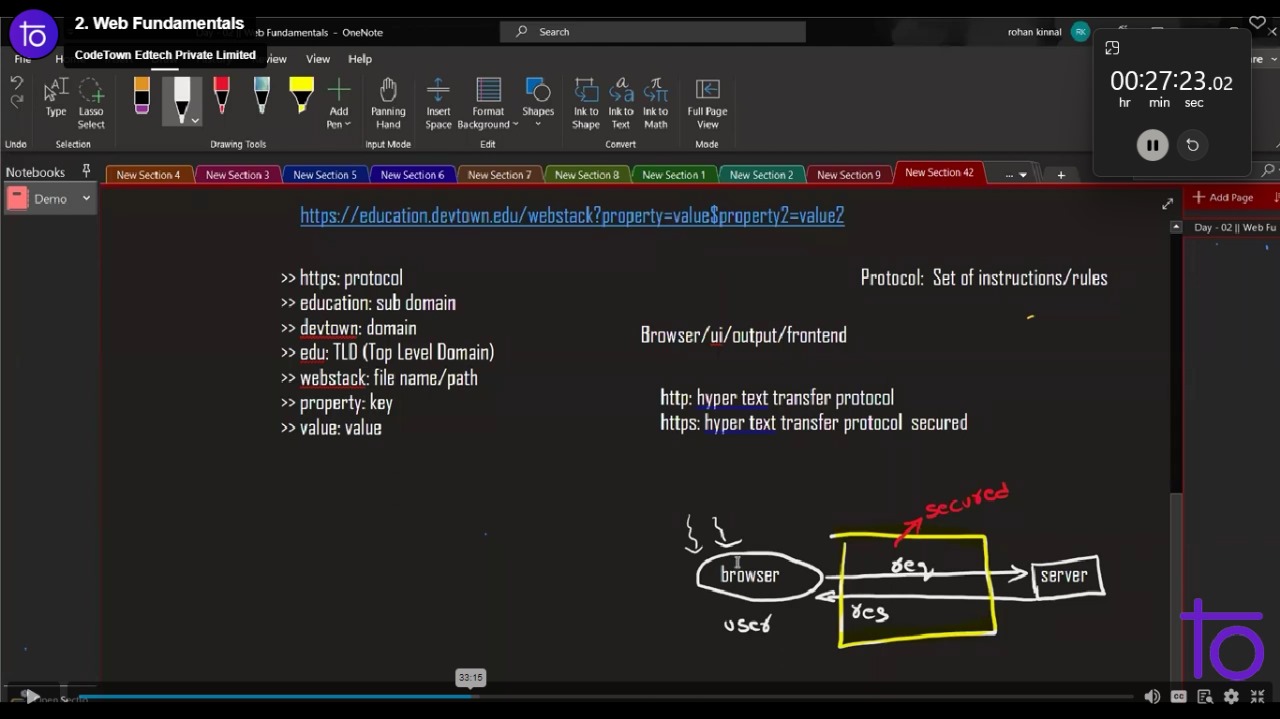 2. Web Fundamentals
CodeTown Edtech Private Limited
Web Fundamentals - OneNote
Search
rohan kinnal
RK
View
Help
00:27:23.02
hr
min
sec
Type
Lasso
Select
Add
Pen
Panning
Hand
Insert
Space
Format
Background
Shapes
Ink to
Shape
Ink to
Text
Ink to
Math
Full Page
View
Undo
Selection
Drawing Tools
Input Mode
Edit
Convert
Mode
Notebooks
Demo
New Section 4
New Section 3
New Section 5
New Section 6
New Section 7
New Section 8
New Section 1
New Section 2
New Section 9
New Section 42
...
+
Add Page
Day - 02 || Web Fu
https://education.devtown.edu/webstack?property=value$property2=value2
>> https: protocol
>> education: sub domain
>> devtown: domain
>> edu: TLD (Top Level Domain)
>> webstack: file name/path
>> property: key
>> value: value
Protocol: Set of instructions/rules
Browser/ui/output/frontend
http: hyper text transfer protocol
https: hyper text transfer protocol secured
secured
browser
req
server
res
user
33:15
to